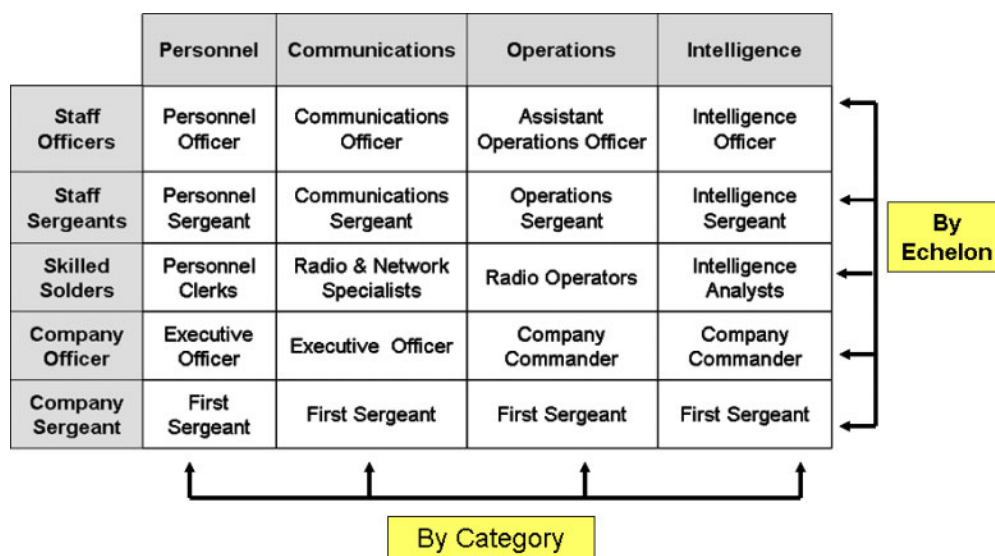 Personnel Communications Operations Intelligence
Staff Officers
Personnel Officer
Communications Officer
Assistant Operations Officer
Intelligence Officer
Staff Sergeants
Personnel Sergeant
Communications Sergeant
Operations Sergeant
Intelligence Sergeant
Skilled Solders
Personnel Clerks
Radio & Network Specialists
Radio Operators
Intelligence Analysts
Company Officer
Executive Officer
Executive Officer
Company Commander
Company Commander
Company Sergeant
First Sergeant
First Sergeant
First Sergeant
First Sergeant
By Echelon
By Category